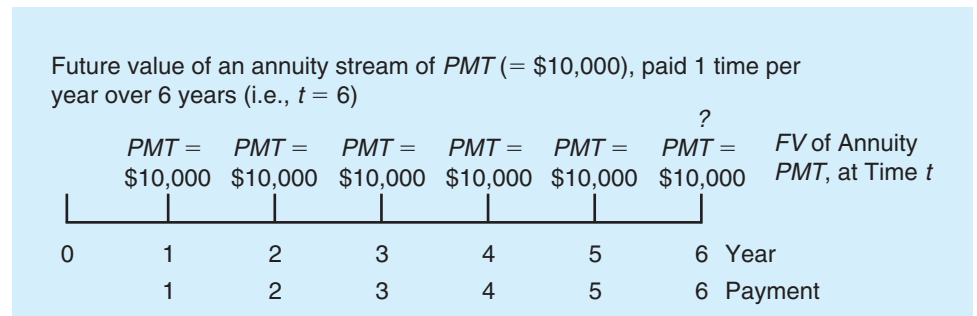 Future value of an annuity stream of PMT (= $10,000), paid 1 time per
year over 6 years (i.e., t = 6)
?
PMT = PMT = PMT = PMT = PMT = PMT = FV of Annuity
$10,000 $10,000 $10,000 $10,000 $10,000 $10,000 PMT, at Time t
0 1 2 3 4 5 6 Year
1 2 3 4 5 6 Payment